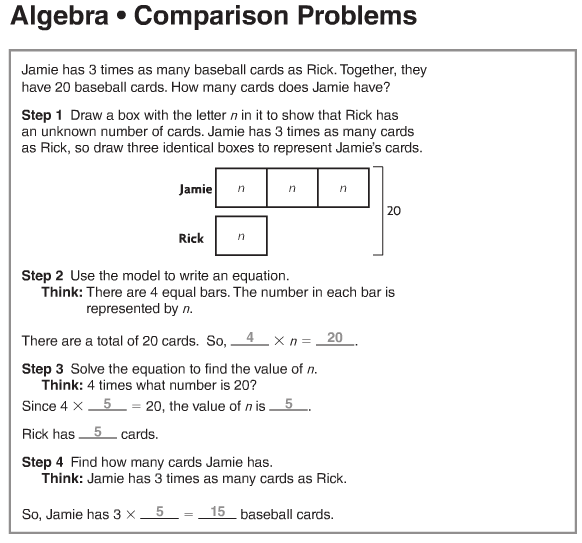 Algebra • Comparison Problems
Jamie has 3 times as many baseball cards as Rick. Together, they
have 20 baseball cards. How many cards does Jamie have?
Step 1 Draw a box with the letter n in it to show that Rick has
an unknown number of cards. Jamie has 3 times as many cards
as Rick, so draw three identical boxes to represent Jamie's cards.
Jamie n n n
20
Rick n
Step 2 Use the model to write an equation.
Think: There are 4 equal bars. The number in each bar is
represented by n.
There are a total of 20 cards. So, 4 × n = 20.
Step 3 Solve the equation to find the value of n.
Think: 4 times what number is 20?
Since 4 × 5 = 20, the value of n is 5.
Rick has 5 cards.
Step 4 Find how many cards Jamie has.
Think: Jamie has 3 times as many cards as Rick.
So, Jamie has 3 × 5 = 15 baseball cards.